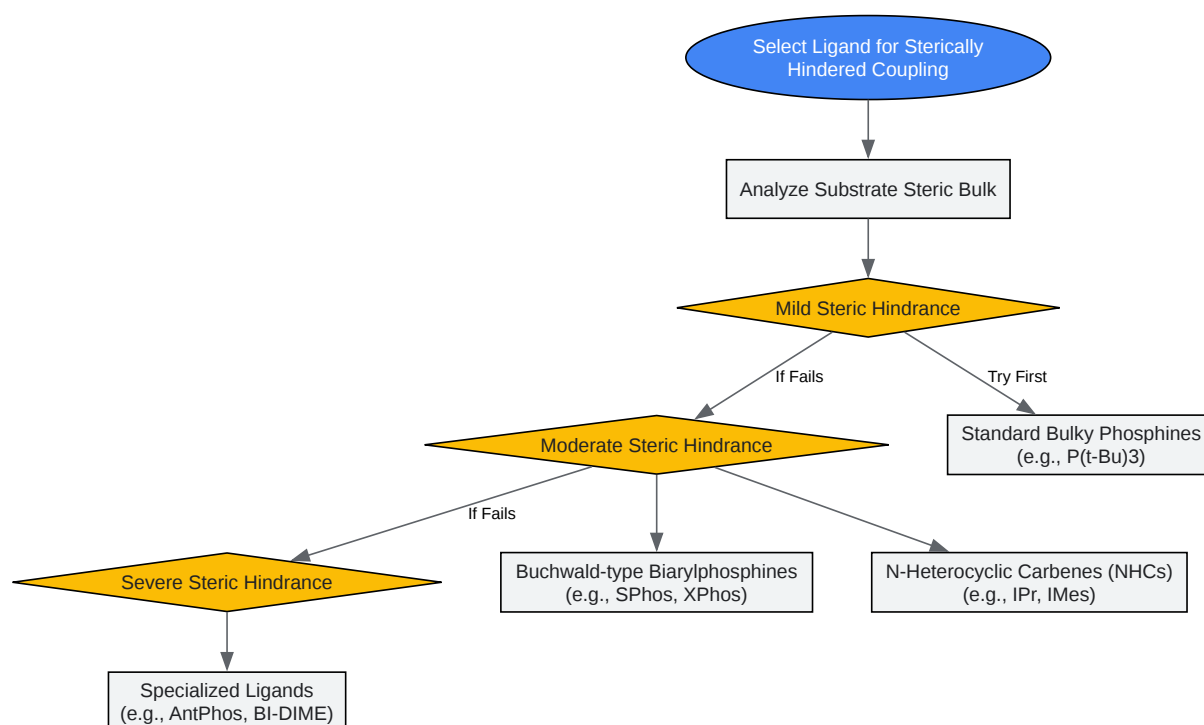 Select Ligand for Sterically
Hindered Coupling
Analyze Substrate Steric Bulk
Mild Steric Hindrance
If Fails
Try First
Moderate Steric Hindrance
Standard Bulky Phosphines
(e.g., P(t-Bu)3)
If Fails
Severe Steric Hindrance
Buchwald-type Biarylphosphines
(e.g., SPhos, XPhos)
N-Heterocyclic Carbenes (NHCs)
(e.g., IPr, IMes)
Specialized Ligands
(e.g., AntPhos, BI-DIME)